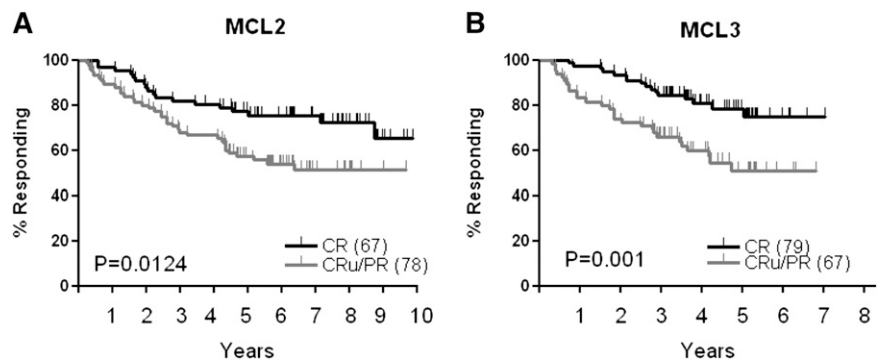 A
MCL2
% Responding
100
80
60
40
20
0
P=0.0124
CR (67)
CRu/PR (78)
1 2 3 4 5 6 7 8 9 10
Years
B
MCL3
% Responding
100
80
60
40
20
0
P=0.001
CR (79)
CRu/PR (67)
1 2 3 4 5 6 7 8
Years